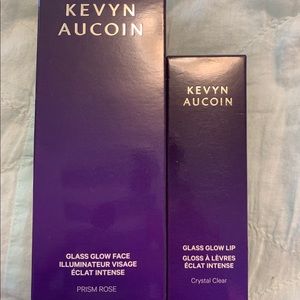 KEVYN
AUCOIN
GLASS GLOW FACE
ILLUMINATEUR VISAGE
ÉCLAT INTENSE
PRISM ROSE
KEVYN
AUCOIN
GLASS GLOW LIP
GLOSS À LÈVRES
ÉCLAT INTENSE
Crystal Clear